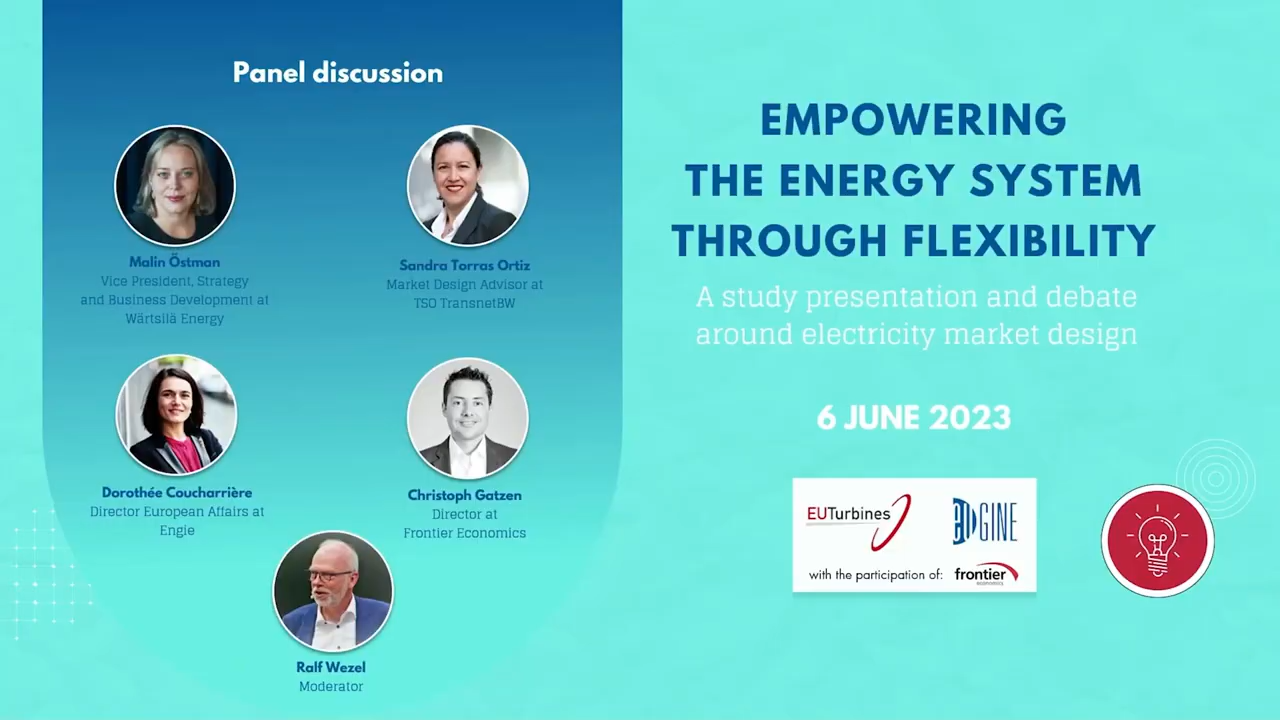 Panel discussion
Malin Östman
Vice President, Strategy
and Business Development at
Wärtsilä Energy
Sandra Torras Ortiz
Market Design Advisor at
TSO TransnetBW
Dorothée Coucharrière
Director European Affairs at
Engie
Christoph Gatzen
Director at
Frontier Economics
Ralf Wezel
Moderator
EMPOWERING
THE ENERGY SYSTEM
THROUGH FLEXIBILITY
A study presentation and debate
around electricity market design
6 JUNE 2023
EUTurbines
GINE
with the participation of:
frontier
economics